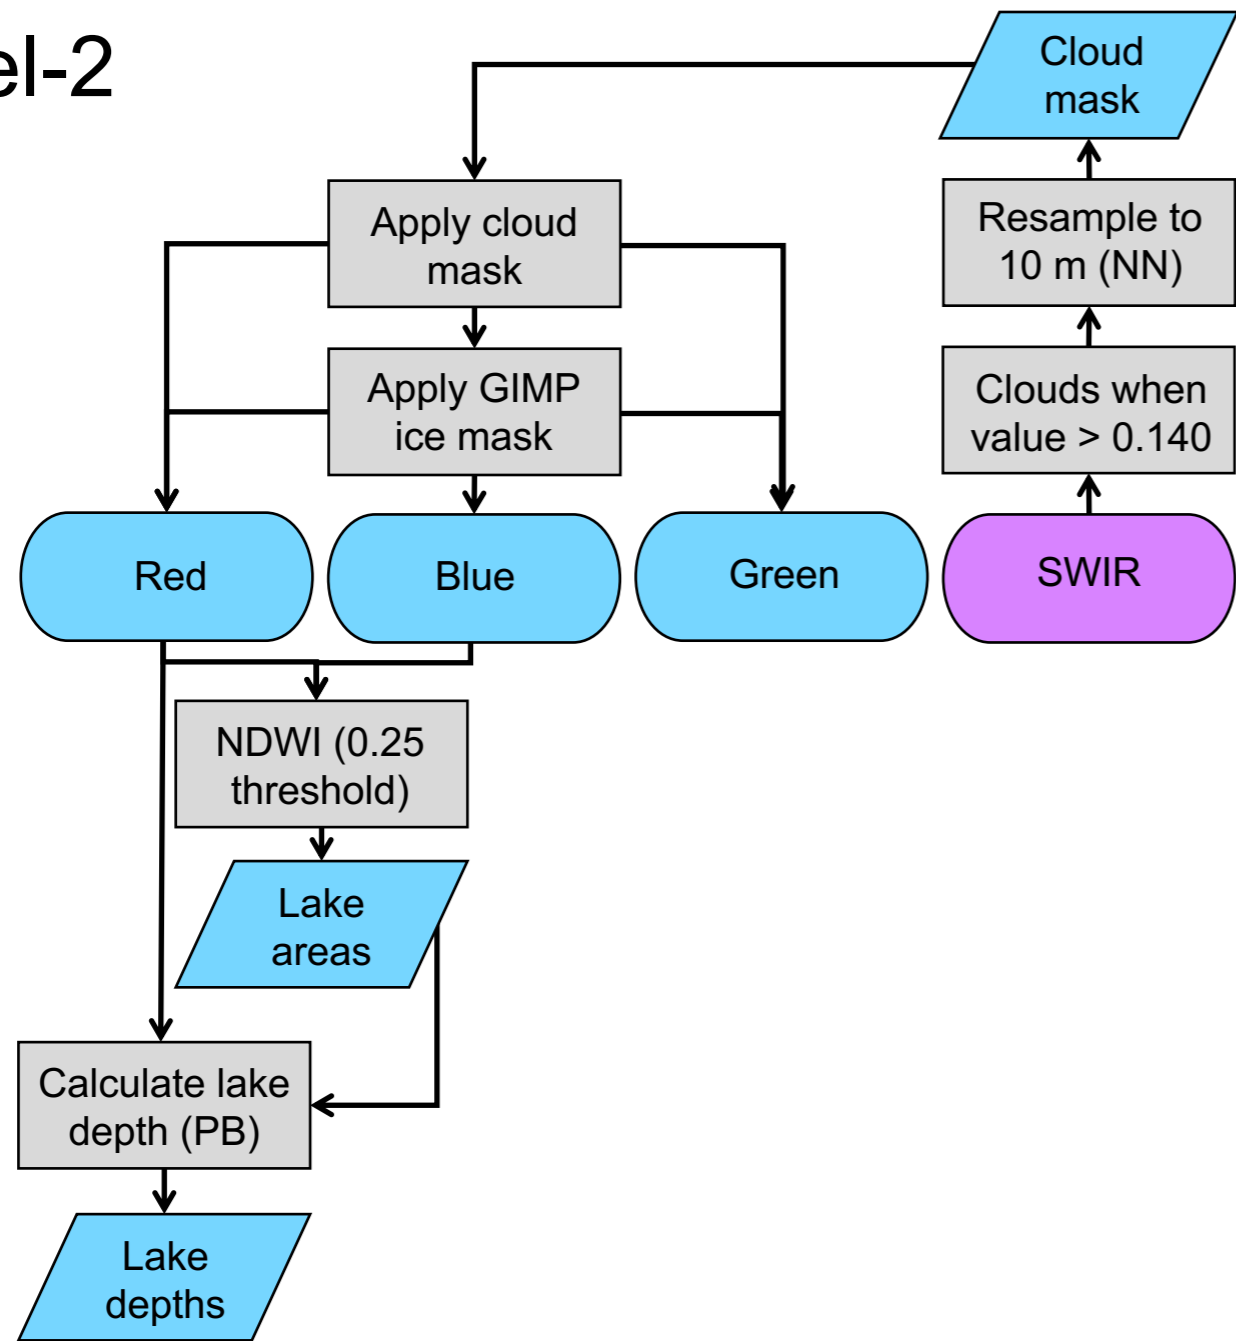 el-2
Cloud
mask
Apply cloud
mask
Resample to
10 m (NN)
Apply GIMP
ice mask
Clouds when
value > 0.140
Red
Blue
Green
SWIR
NDWI (0.25
threshold)
Lake
areas
Calculate lake
depth (PB)
Lake
depths